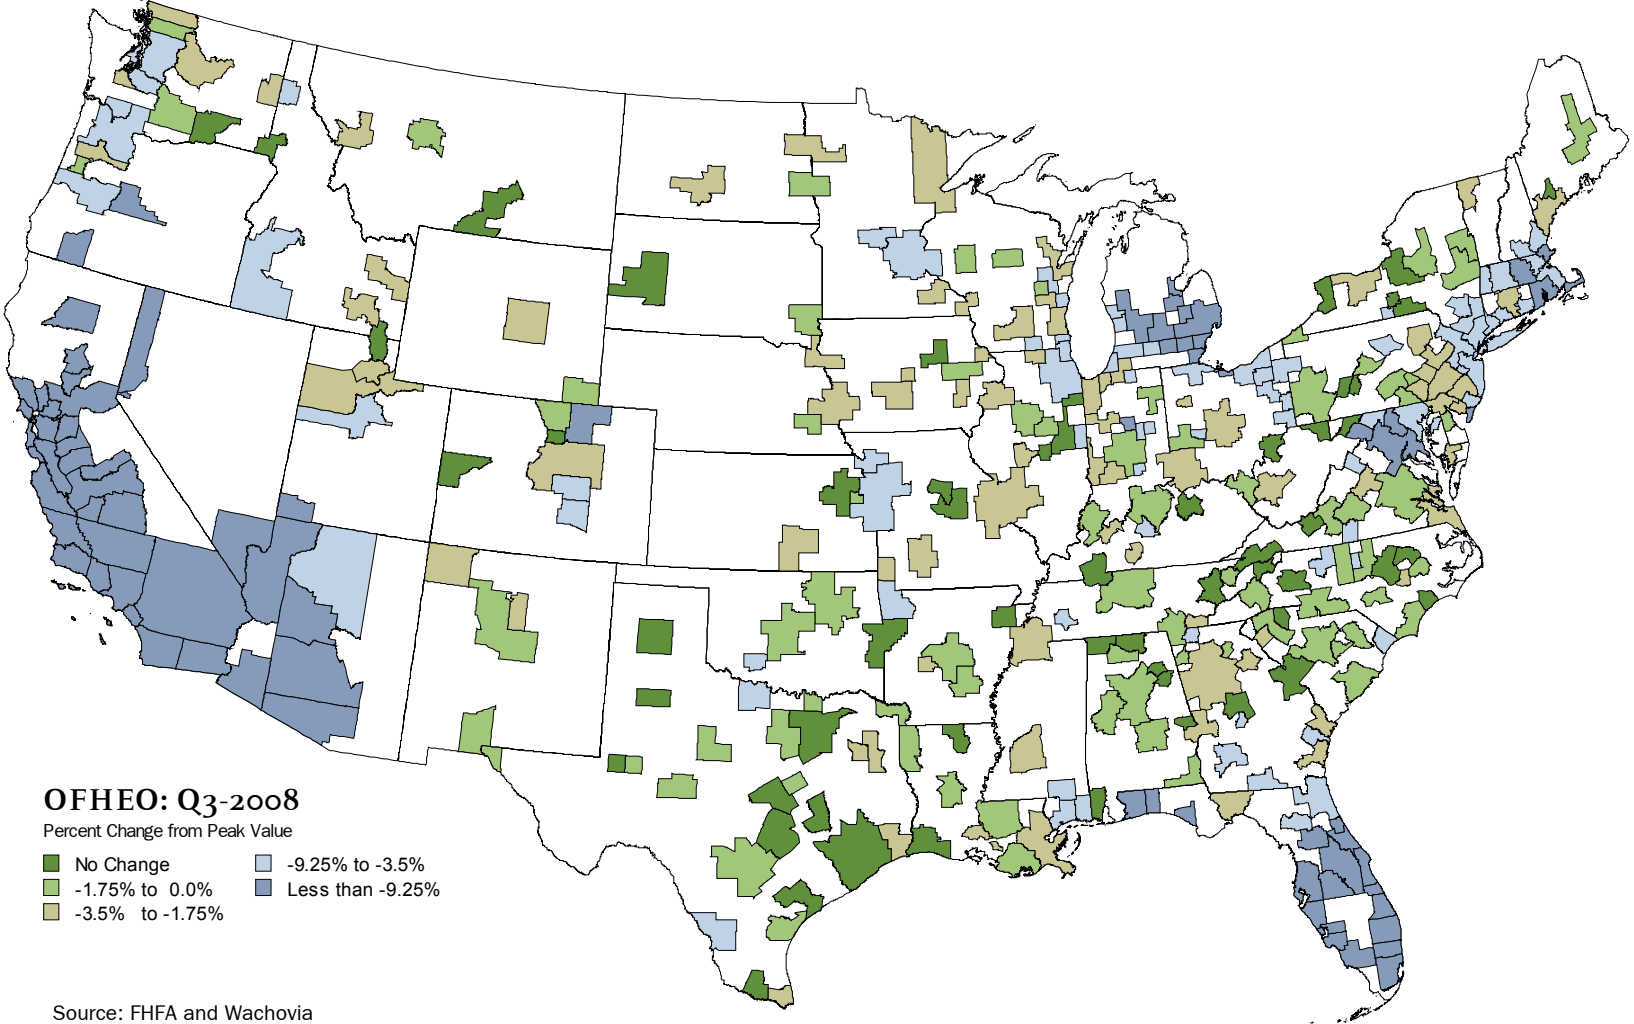 OFHEO: Q3-2008
Percent Change from Peak Value
No Change
-1.75% to 0.0%
-3.5% to -1.75%
-9.25% to -3.5%
Less than -9.25%
Source: FHFA and Wachovia